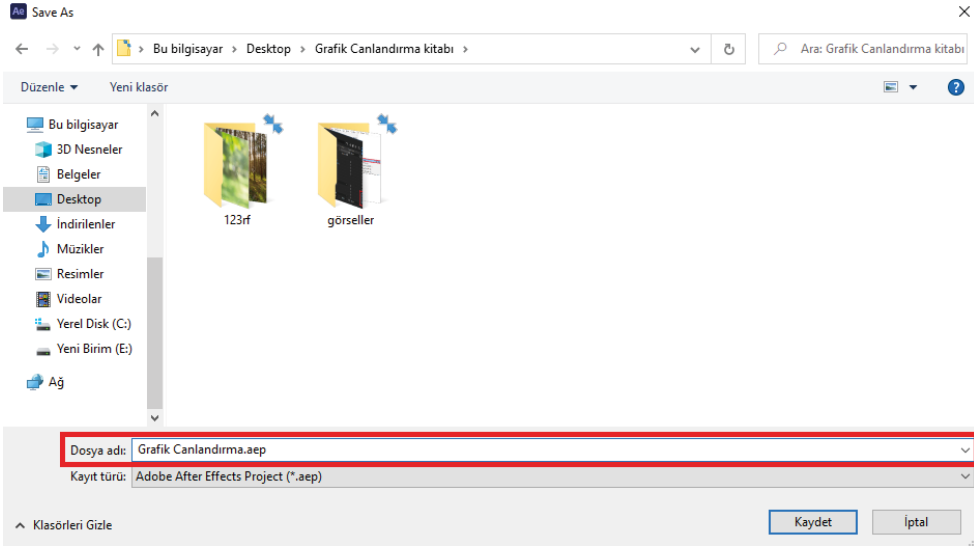 Ae Save As
Bu bilgisayar > Desktop > Grafik Canlandırma kitabı >
Ara: Grafik Canlandırma kitabı
Düzenle
Yeni klasör
Bu bilgisayar
3D Nesneler
Belgeler
Desktop
İndirilenler
Müzikler
Resimler
Videolar
Yerel Disk (C:)
Yeni Birim (E:)
Ağ
123rf
görseller
Dosya adı: Grafik Canlandırma.aep
Kayıt türü: Adobe After Effects Project (*.aep)
Klasörleri Gizle
Kaydet
İptal